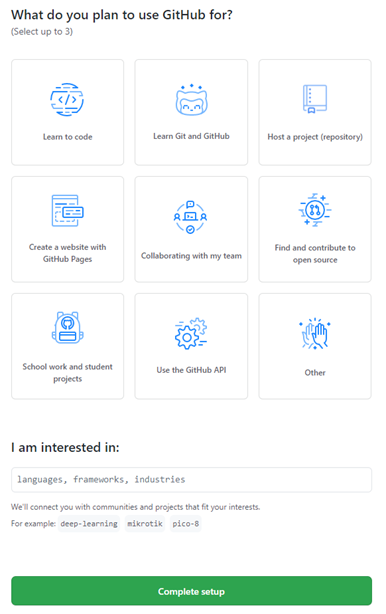 What do you plan to use GitHub for?
(Select up to 3)
Learn to code
Learn Git and GitHub
Host a project (repository)
Create a website with
GitHub Pages
Collaborating with my team
Find and contribute to
open source
School work and student
projects
Use the GitHub API
Other
I am interested in:
languages, frameworks, industries
We'll connect you with communities and projects that fit your interests.
For example: deep-learning mikrotik pico-8
Complete setup